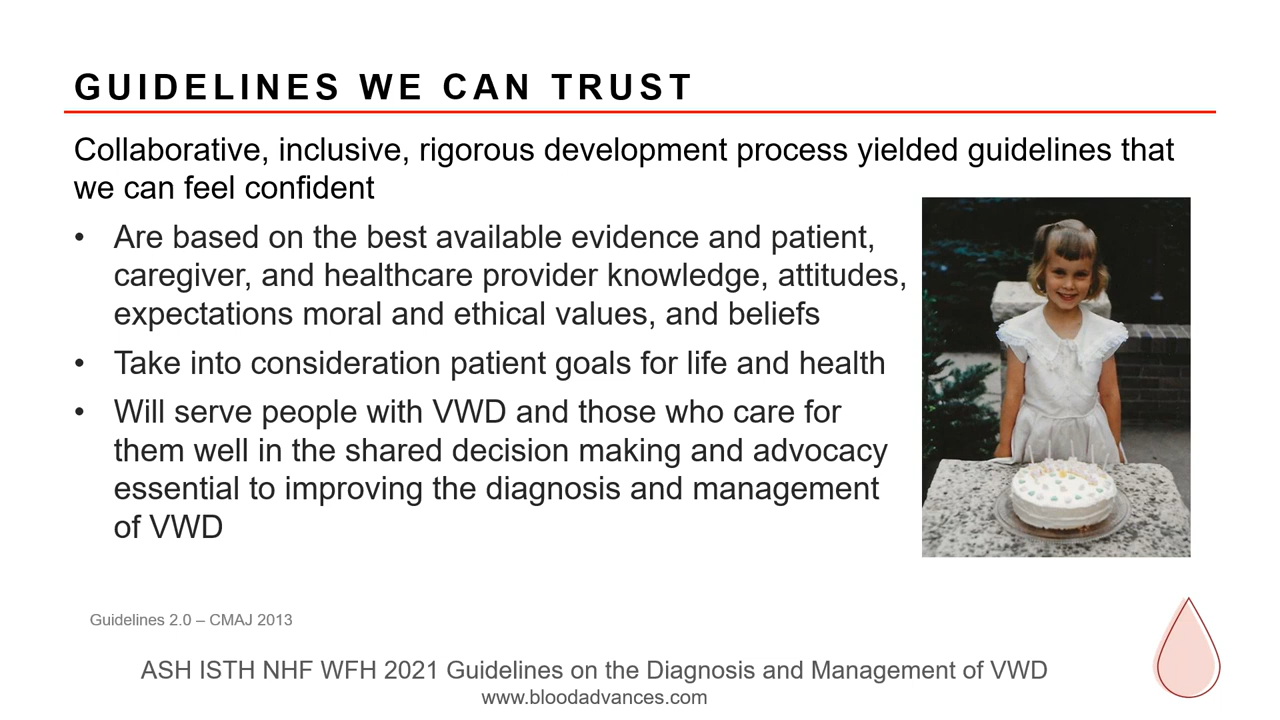 GUIDELINES WE CAN TRUST
Collaborative, inclusive, rigorous development process yielded guidelines that
we can feel confident
• Are based on the best available evidence and patient,
caregiver, and healthcare provider knowledge, attitudes,
expectations moral and ethical values, and beliefs
• Take into consideration patient goals for life and health
• Will serve people with VWD and those who care for
them well in the shared decision making and advocacy
essential to improving the diagnosis and management
of VWD
Guidelines 2.0 – CMAJ 2013
ASH ISTH NHF WFH 2021 Guidelines on the Diagnosis and Management of VWD
www.bloodadvances.com